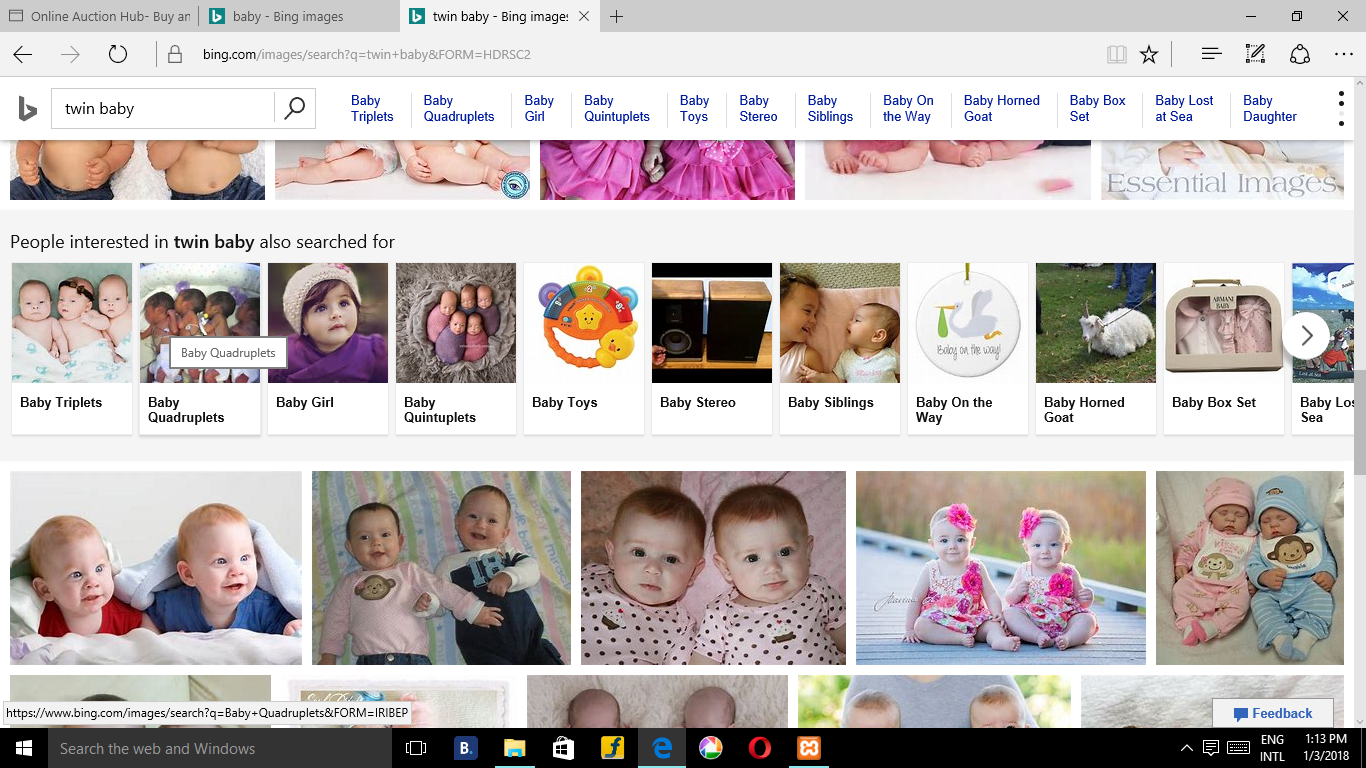 Online Auction Hub- Buy an
baby - Bing images
twin baby - Bing images
bing.com/images/search?q=twin+baby&FORM=HDRSC2
twin baby
Baby Triplets
Baby Quadruplets
Baby Girl
Baby Quintuplets
Baby Toys
Baby Stereo
Baby Siblings
Baby On the Way
Baby Horned Goat
Baby Box Set
Baby Lost at Sea
Baby Daughter
Essential Images
People interested in twin baby also searched for
ARMANI
BABY
Baby on the way!
Lost at Sea
Baby Quadruplets
Baby Triplets
Baby
Quadruplets
Baby Girl
Baby
Quintuplets
Baby Toys
Baby Stereo
Baby Siblings
Baby On the
Way
Baby Horned
Goat
Baby Box Set
Baby Los
Sea
https://www.bing.com/images/search?q=Baby+Quadruplets&FORM=IRIBEP
Feedback
Search the web and Windows
B.
ENG
INTL
1:13 PM
1/3/2018